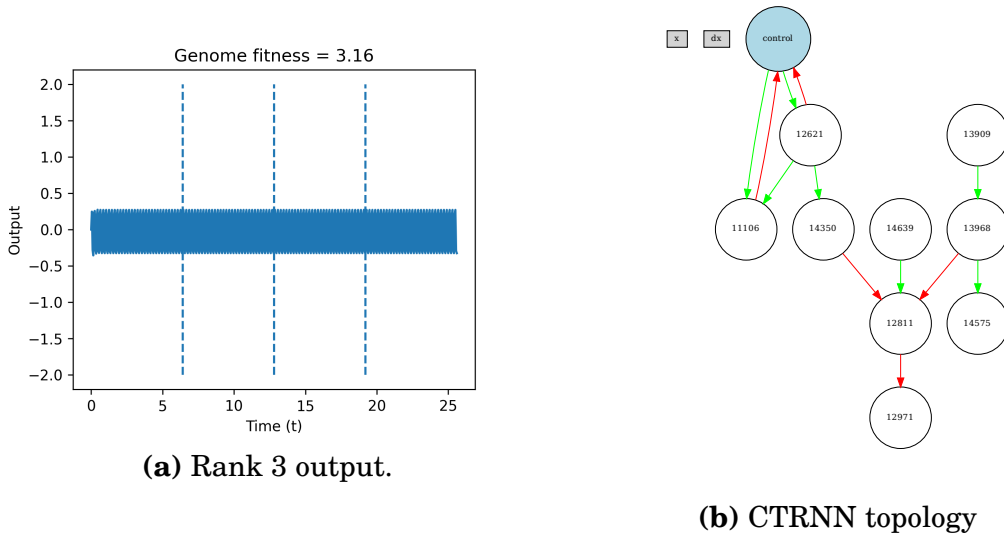 Genome fitness = 3.16
2.0
1.5
1.0
0.5
0.0
−0.5
−1.0
−1.5
−2.0
Output
0 5 10 15 20 25
Time (t)
(a) Rank 3 output.
x dx control
12621 13909
11106 14350 14639 13968
12811 14575
12971
(b) CTRNN topology